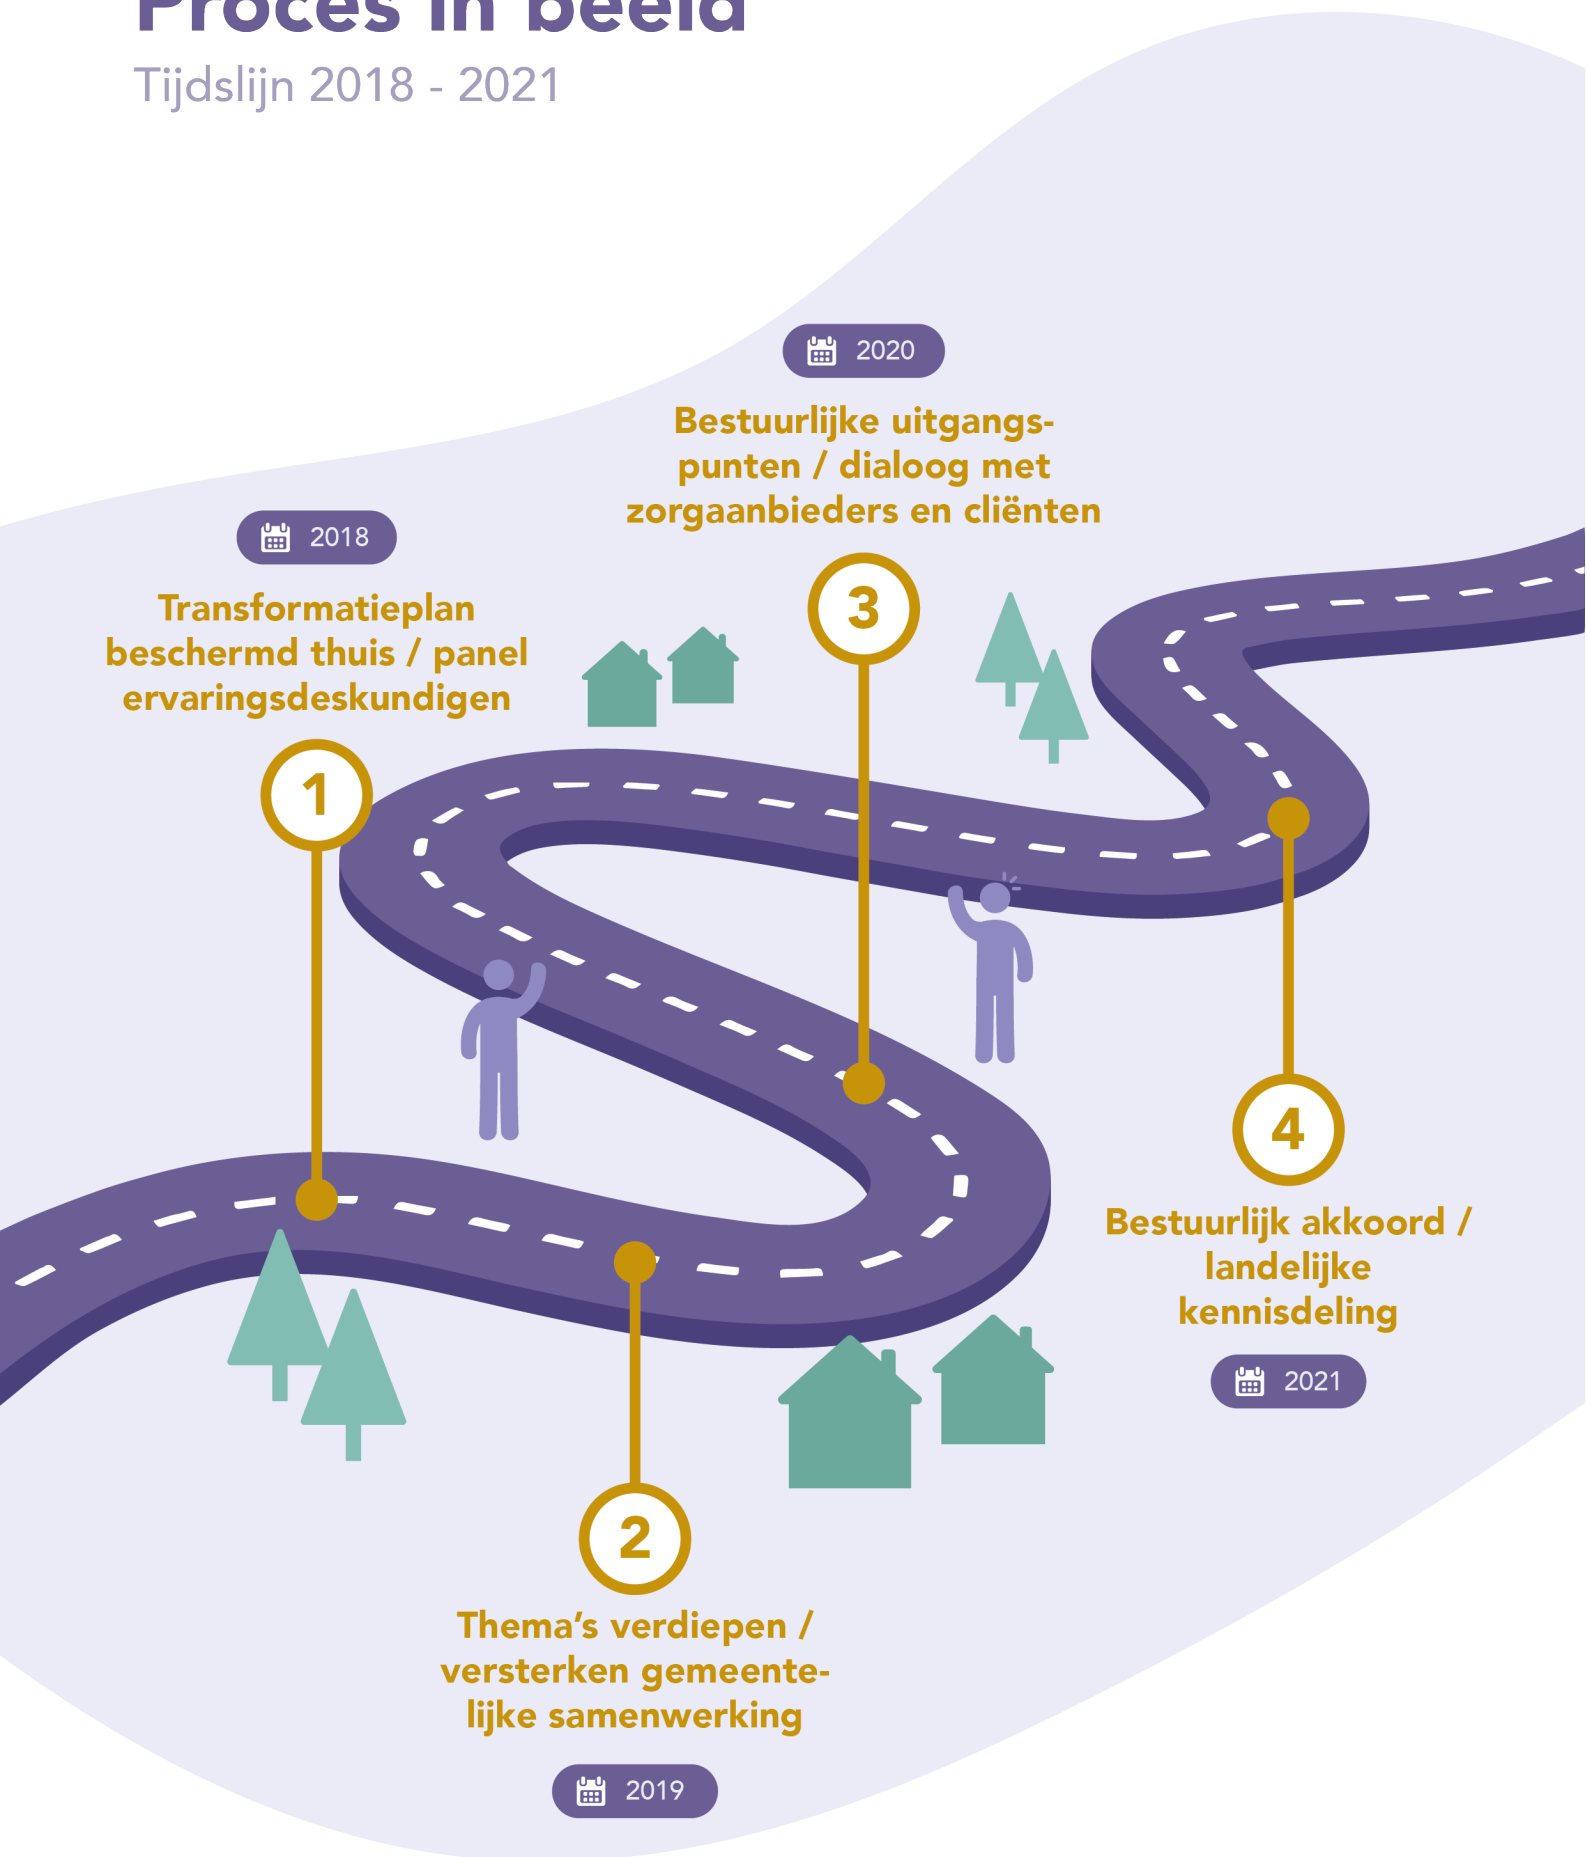 Proces in beeld
Tijdslijn 2018 - 2021
2018
Transformatieplan
beschermd thuis / panel
ervaringsdeskundigen
1
2020
Bestuurlijke uitgangs-
punten / dialoog met
zorgaanbieders en cliënten
3
2
Thema’s verdiepen /
versterken gemeente-
lijke samenwerking
2019
4
Bestuurlijk akkoord /
landelijke
kennisdeling
2021